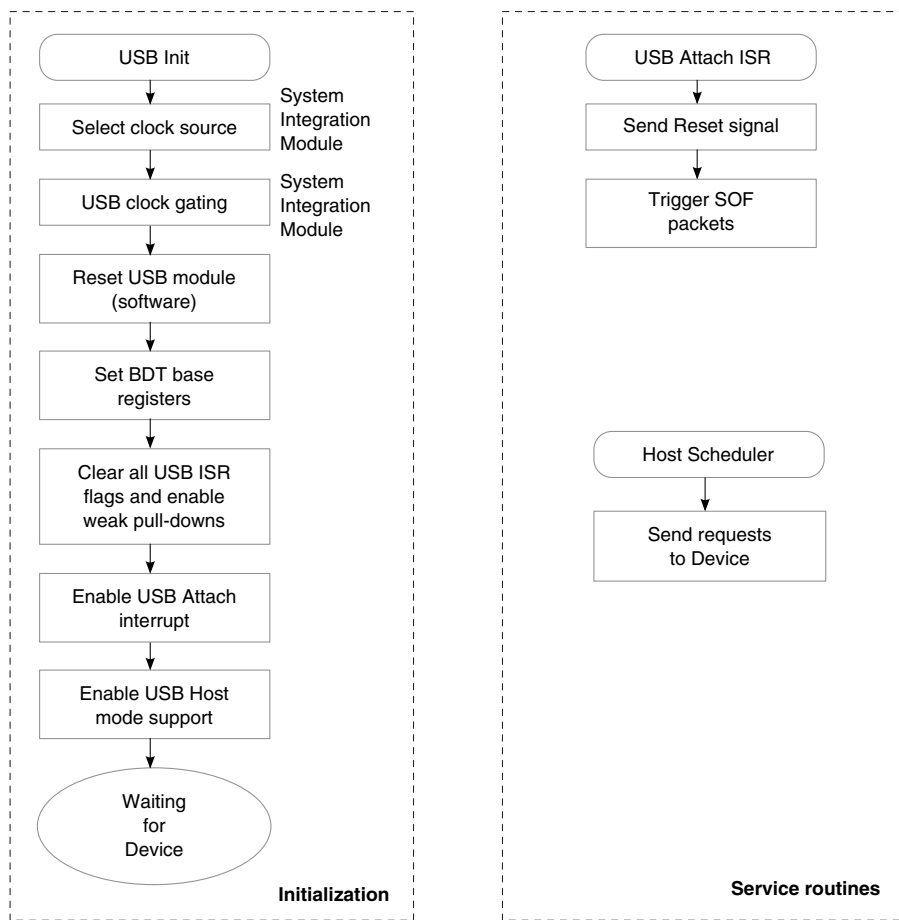 USB Init
Select clock source
System
Integration
Module
USB clock gating
System
Integration
Module
Reset USB module
(software)
Set BDT base
registers
Clear all USB ISR
flags and enable
weak pull-downs
Enable USB Attach
interrupt
Enable USB Host
mode support
Waiting
for
Device
Initialization
USB Attach ISR
Send Reset signal
Trigger SOF
packets
Host Scheduler
Send requests
to Device
Service routines